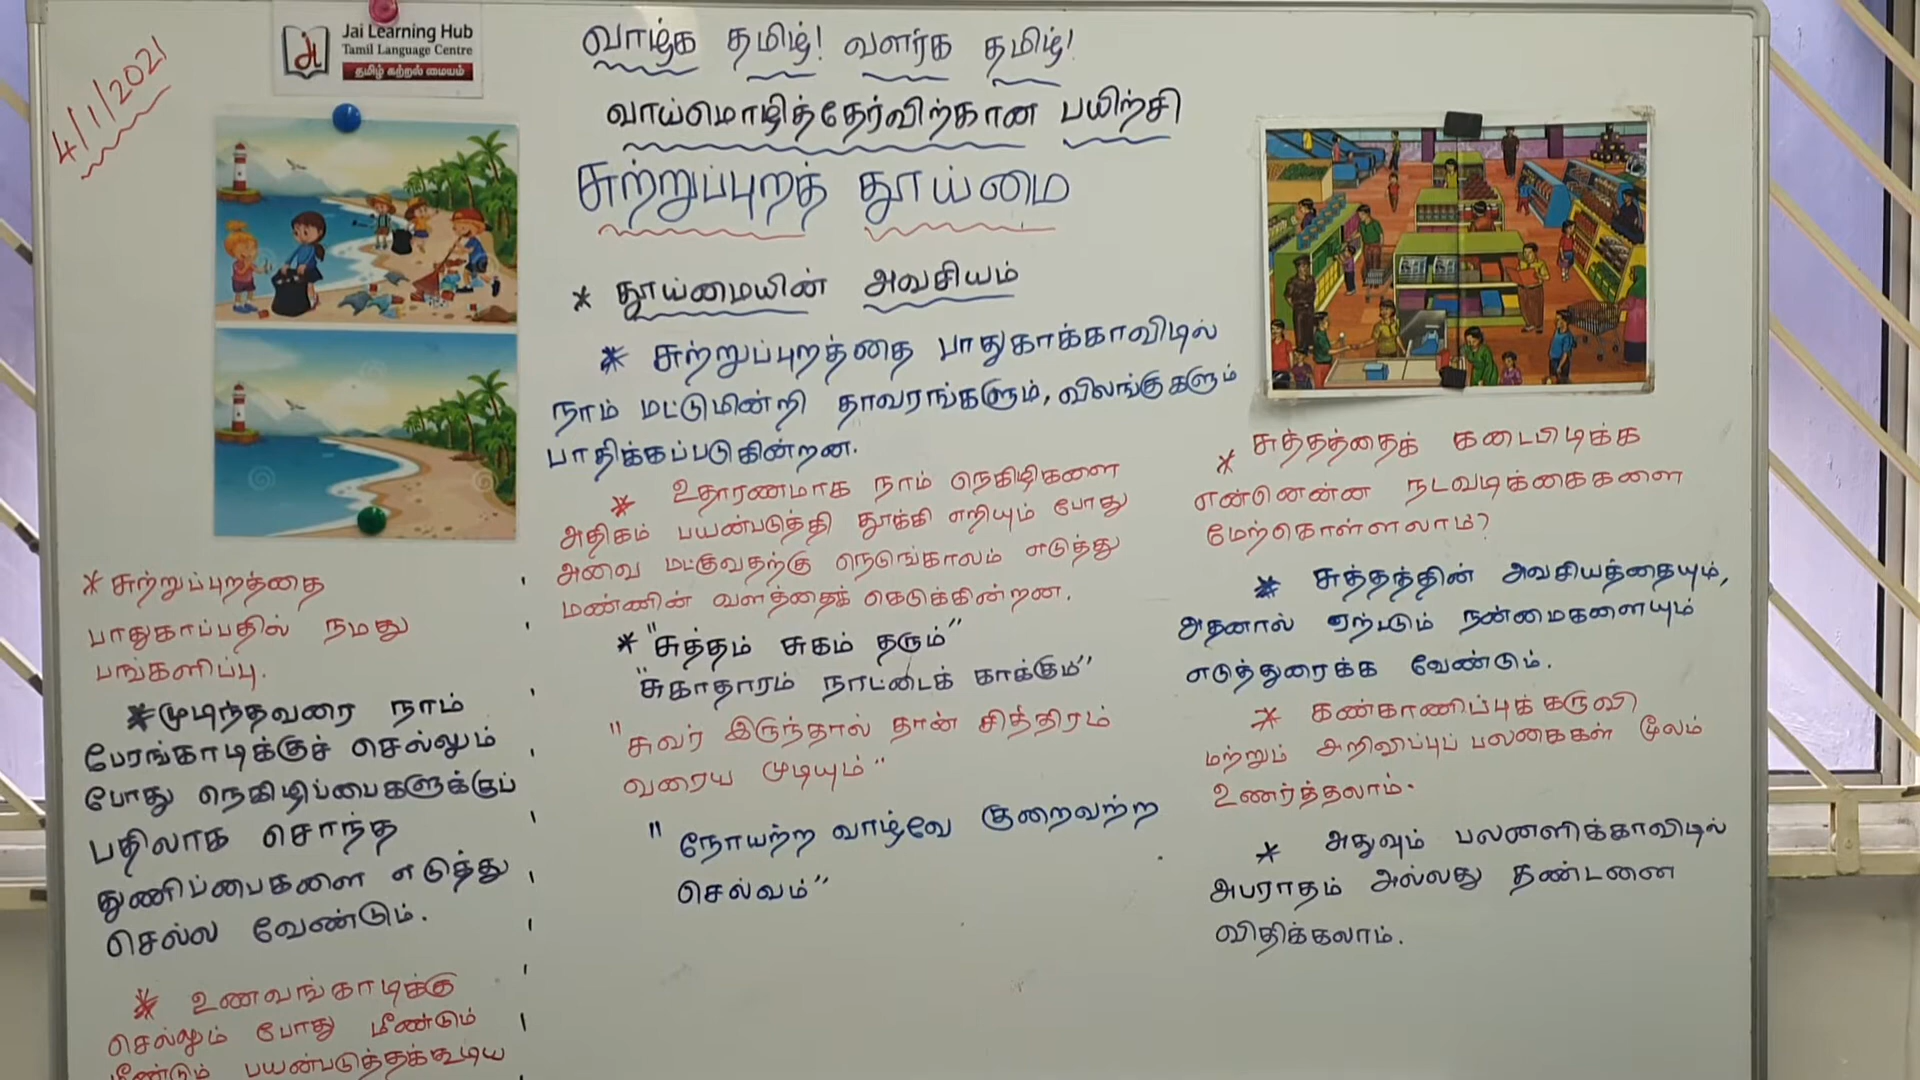 4/1/2021
Jai Learning Hub
Tamil Language Centre
தமிழ் கற்றல் மையம்
வாழ்க தமிழ்! வளர்க தமிழ்!
வாய்மொழித்தேர்விற்கான பயிற்சி
சுற்றுப்புறத் தூய்மை
* தூய்மையின் அவசியம்
* சுற்றுப்புறத்தை பாதுகாக்காவிடில்
நாம் மட்டுமின்றி தாவரங்களும், விலங்குகளும்
பாதிக்கப்படுகின்றன.
* உதாரணமாக நாம் நெகிழிகளை
அதிகம் பயன்படுத்தி தூக்கி எறியும் போது
அவை மட்குவதற்கு நெடுங்காலம் எடுத்து
மண்ணின் வளத்தைக் கெடுக்கின்றன.
* "சுத்தம் சுகம் தரும்"
"சுகாதாரம் நாட்டைக் காக்கும்"
"சுவர் இருந்தால் தான் சித்திரம்
வரைய முடியும்"
"நோயற்ற வாழ்வே குறைவற்ற
செல்வம்"
* சுற்றுப்புறத்தை
பாதுகாப்பதில் நமது
பங்களிப்பு.
* முடிந்தவரை நாம்
பேரங்காடிக்குச் செல்லும்
போது நெகிழிப்பைகளுக்குப்
பதிலாக சொந்த
துணிப்பைகளை எடுத்து
செல்ல வேண்டும்.
* உணவங்காடிக்கு
செல்லும் போது மீண்டும்
மீண்டும் பயன்படுத்தக்கூடிய
* சுத்தத்தைக் கடைபிடிக்க
என்னென்ன நடவடிக்கைகளை
மேற்கொள்ளலாம்?
* சுத்தத்தின் அவசியத்தையும்,
அதனால் ஏற்படும் நன்மைகளையும்
எடுத்துரைக்க வேண்டும்.
* கண்காணிப்புக் கருவி
மற்றும் அறிவிப்புப் பலகைகள் மூலம்
உணர்த்தலாம்.
* அதுவும் பலனளிக்காவிடில்
அபராதம் அல்லது தண்டனை
விதிக்கலாம்.